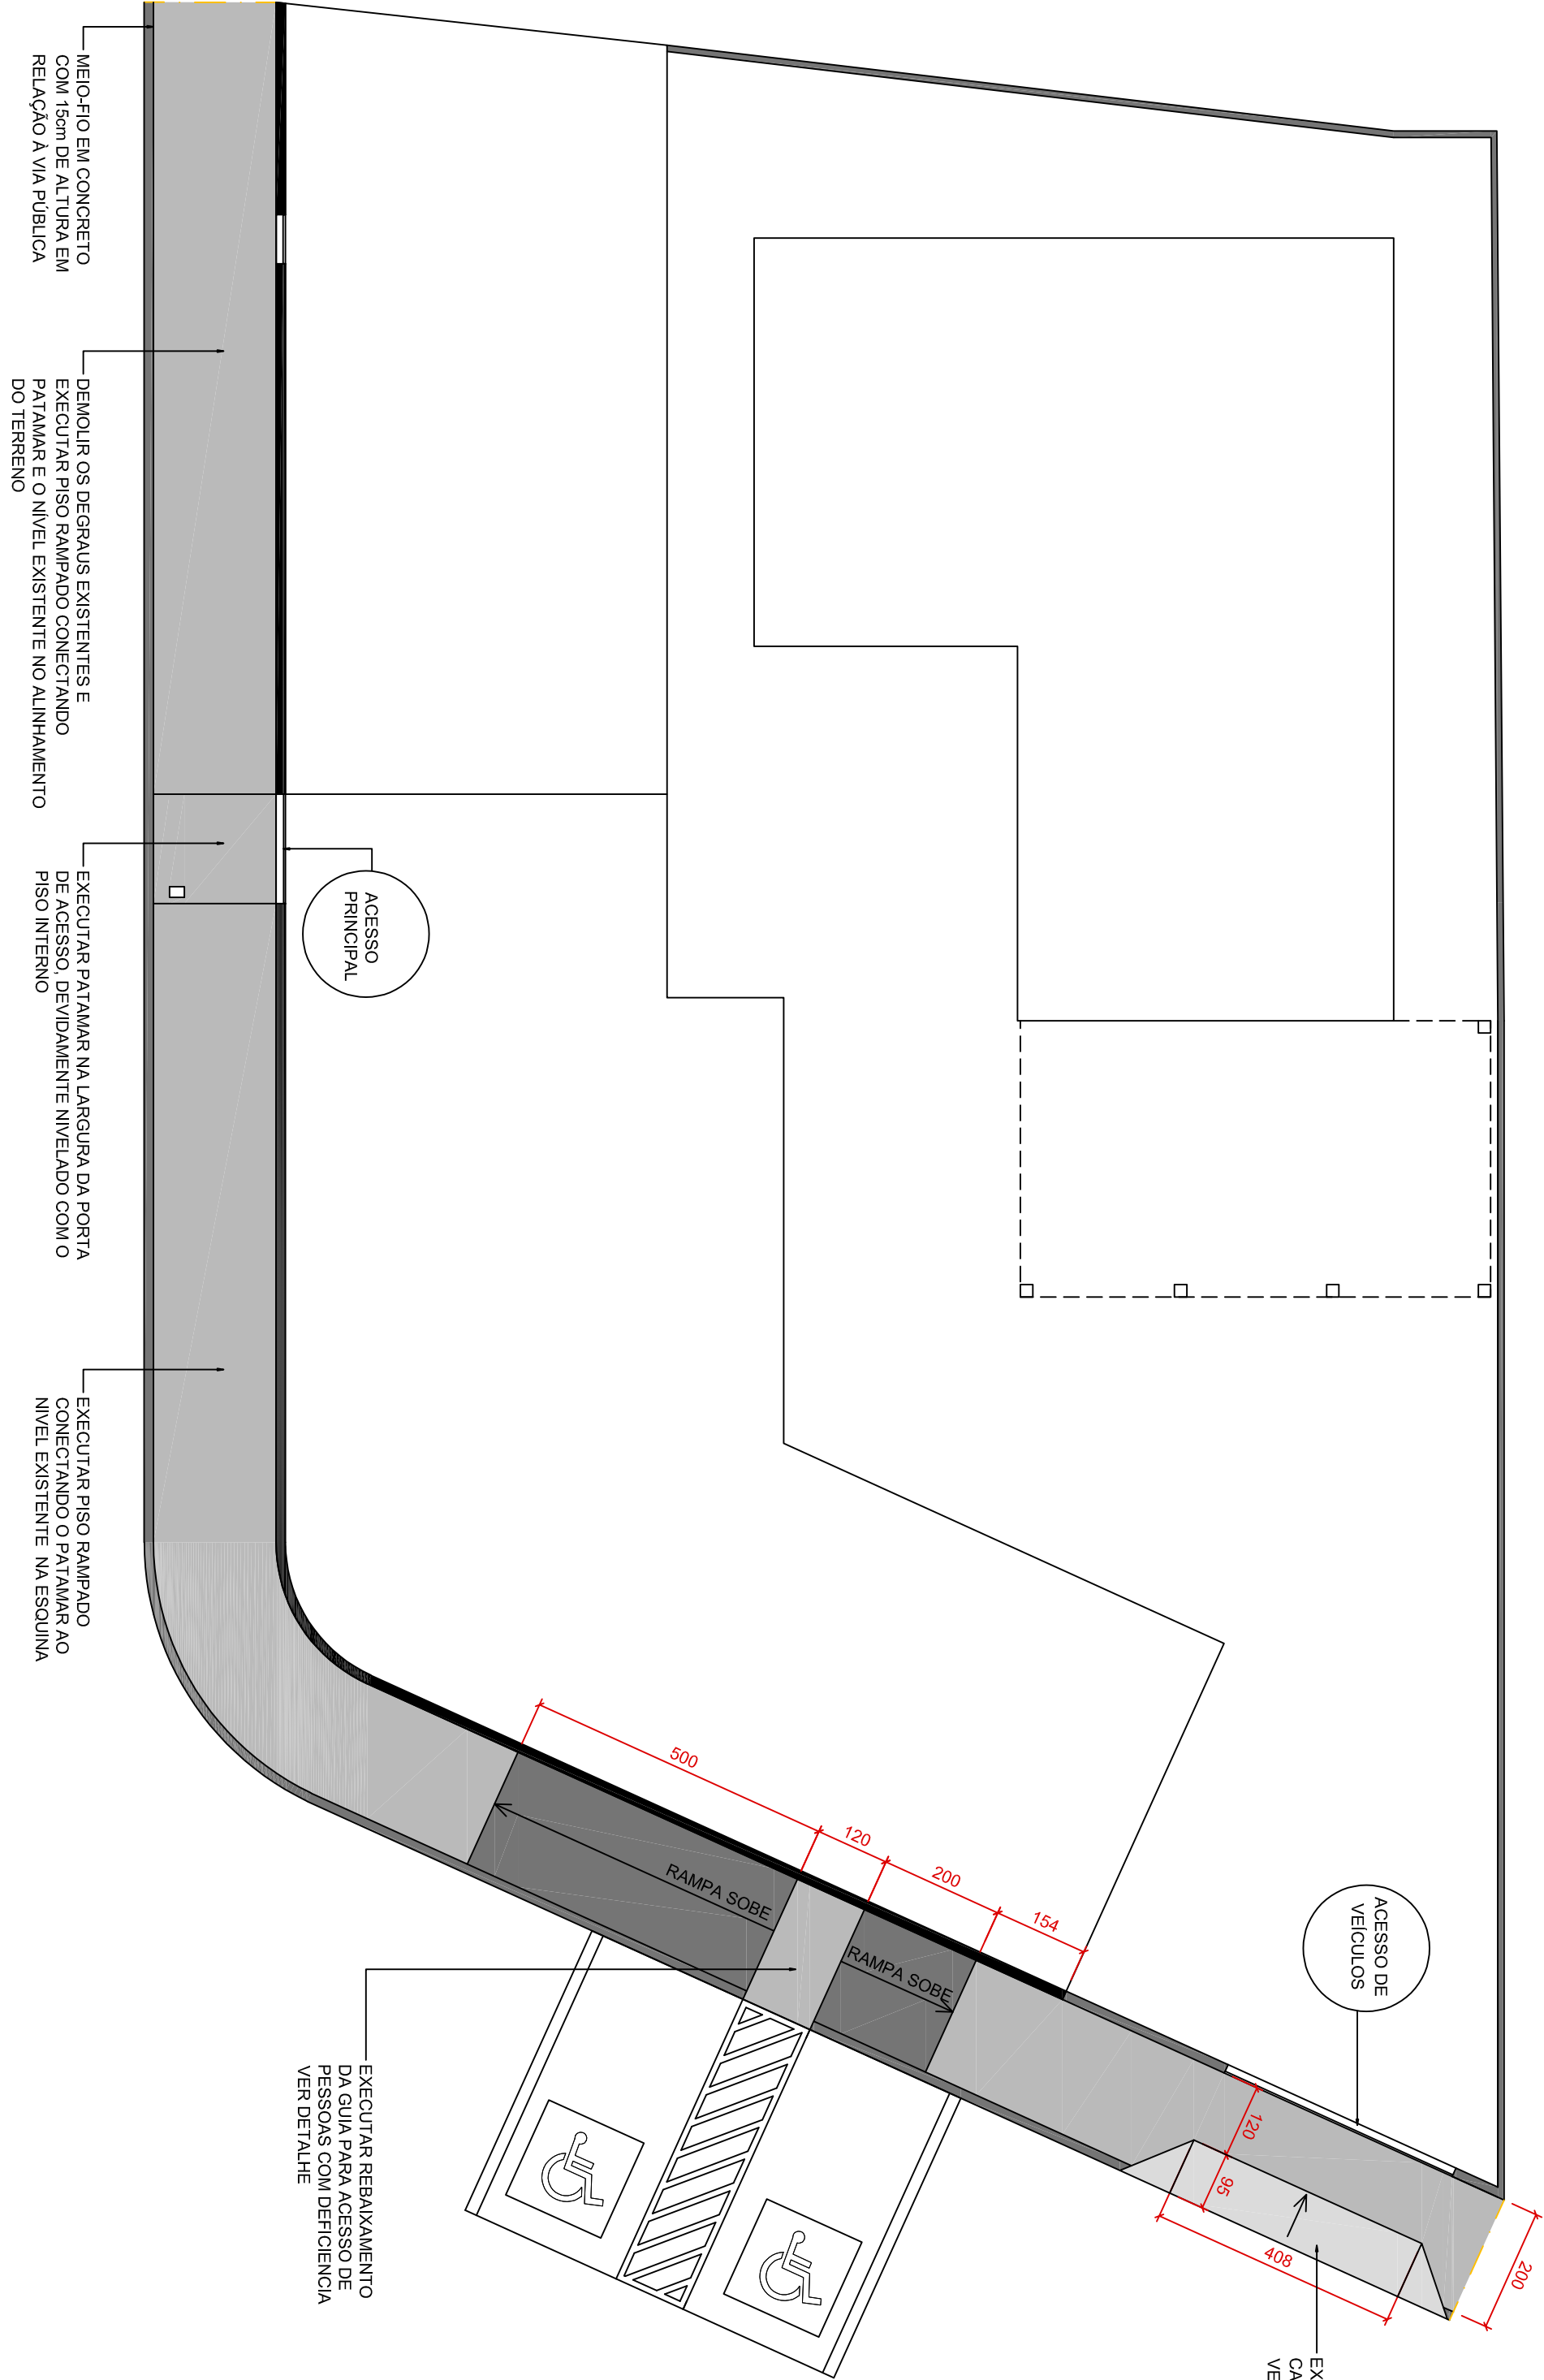 MEIO-FIO EM CONCRETO
COM 15cm DE ALTURA EM
RELAÇÃO À VIA PÚBLICA
DEMOLIR OS DEGRAUS EXISTENTES E
EXECUTAR PISO RAMPADO CONECTANDO
PATAMAR E O NÍVEL EXISTENTE NO ALINHAMENTO
DO TERRENO
ACESSO
PRINCIPAL
EXECUTAR PATAMAR NA LARGURA DA PORTA
DE ACESSO, DEVIDAMENTE NIVELADO COM O
PISO INTERNO
EXECUTAR PISO RAMPADO
CONECTANDO O PATAMAR AO
NIVEL EXISTENTE NA ESQUINA
500
120
200
154
RAMPA SOBE
RAMPA SOBE
ACESSO DE
VEÍCULOS
120
95
408
200
EXECUTAR REBAIXAMENTO
DA GUIA PARA ACESSO DE
PESSOAS COM DEFICIENCIA
VER DETALHE
EX
CA
VE